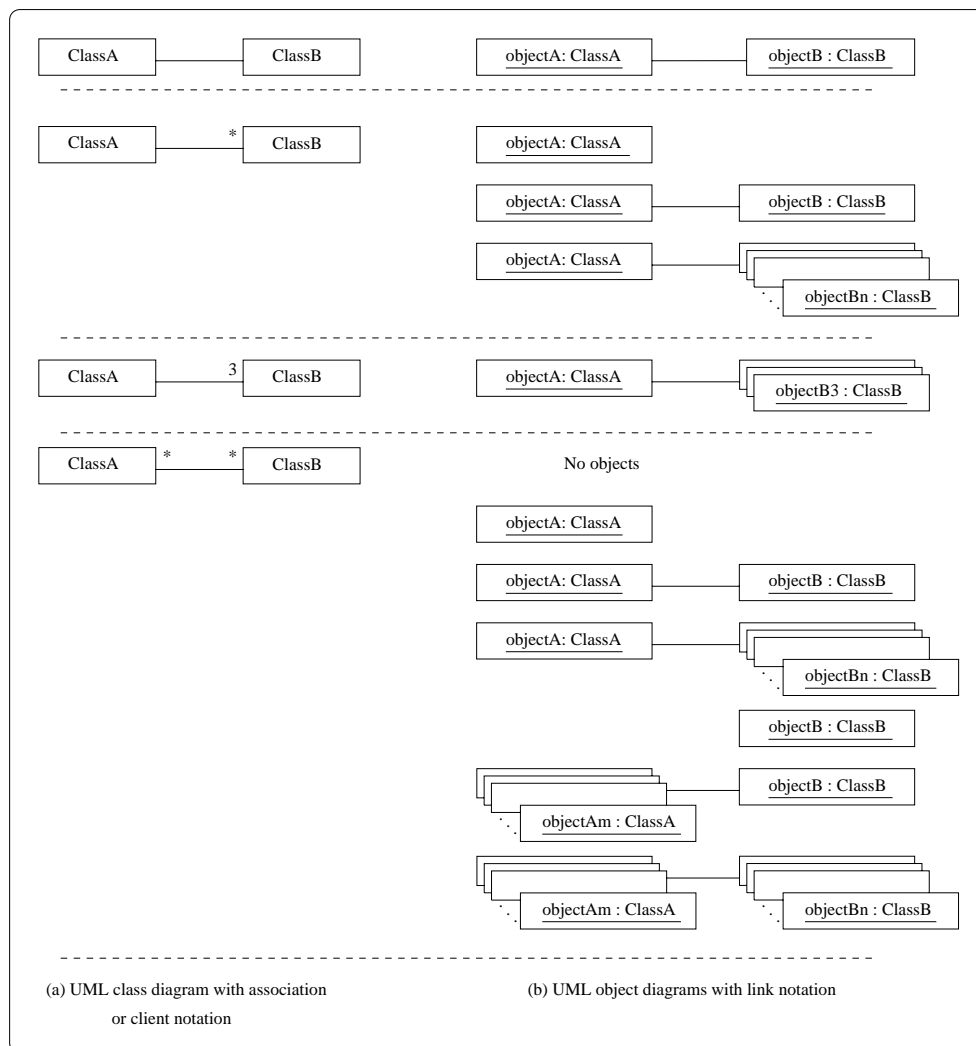 ClassA ClassB objectA: ClassA objectB : ClassB
ClassA * ClassB objectA: ClassA
objectA: ClassA objectB : ClassB
objectA: ClassA
. . . objectBn : ClassB
ClassA 3 ClassB objectA: ClassA
objectB3 : ClassB
ClassA * * ClassB No objects
objectA: ClassA
objectA: ClassA objectB : ClassB
objectA: ClassA
. . . objectBn : ClassB
objectB : ClassB
objectB : ClassB
. . . objectAm : ClassA
. . . objectAm : ClassA . . . objectBn : ClassB
(a) UML class diagram with association (b) UML object diagrams with link notation
or client notation